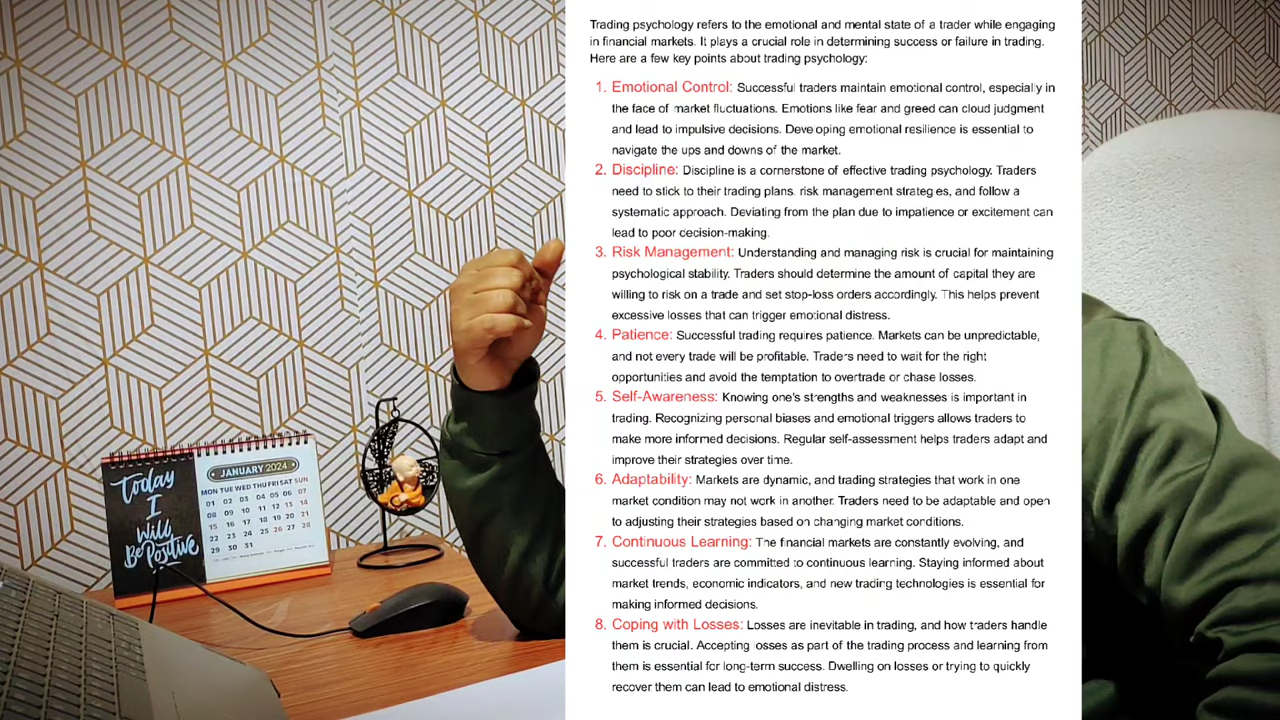 Trading psychology refers to the emotional and mental state of a trader while engaging
in financial markets. It plays a crucial role in determining success or failure in trading.
Here are a few key points about trading psychology:
1. Emotional Control: Successful traders maintain emotional control, especially in
the face of market fluctuations. Emotions like fear and greed can cloud judgment
and lead to impulsive decisions. Deve oping emotional resilience is essential to
navigate the ups and downs of the market.
2. Discipline: Discipline is a cornerstone of effective trading psychology. Traders
need to stick to their trading plans. risk management strateg es, and follow a
systematic approach. Deviating from the plan due to impatience or excitement can
lead to poor decision-making.
3. Risk Management: Understanding and managing risk is crucial for maintaining
psychological stability. Traders should determine the amount of capital they are
willing to risk on a trade and set stop-loss orders accordingly. This helps prevent
excessive losses that can trigger emotional distress.
4. Patience: Successful trading requires patience. Markets can be unpredictable,
and not every trade will be profitable. Traders need to wait for the right
opportunities and avoid the temptation to overtrade or chase losses.
5. Self-Awareness: Knowing one's strengths and weaknesses is important in
trading. Recognizing personal biases and emotional triggers allows traders to
make more informed decisions. Regular self-assessment helps traders adapt and
improve their strategies over time.
6. Adaptability: Markets are dynamic, and trading strategies that work in one
market condition may not work in another. Traders need to be adaptable and open
to adjusting their strategies based on changing market conditions.
7. Continuous Learning: The financial markets are constantly evolving, and
successful traders are committed to continuous learning. Staying informed about
market trends, economic indicators, and new trading technologies is essential for
making informed decisions.
8. Coping with Losses: Losses are inevitable in trading, and how traders handle
them is crucial. Accepting losses as part of the trading process and learning from
them is essential for long-term success. Dwelling on losses or trying to quickly
recover them can lead to emotional distress.
today
I
will
Be Positive
JANUARY 2024
MON TUE WED THU FRI SAT SUN
01 02 03 04 05 06 07
08 09 10 11 12 13 14
15 16 17 18 19 20 21
22 23 24 25 26 27 28
29 30 31